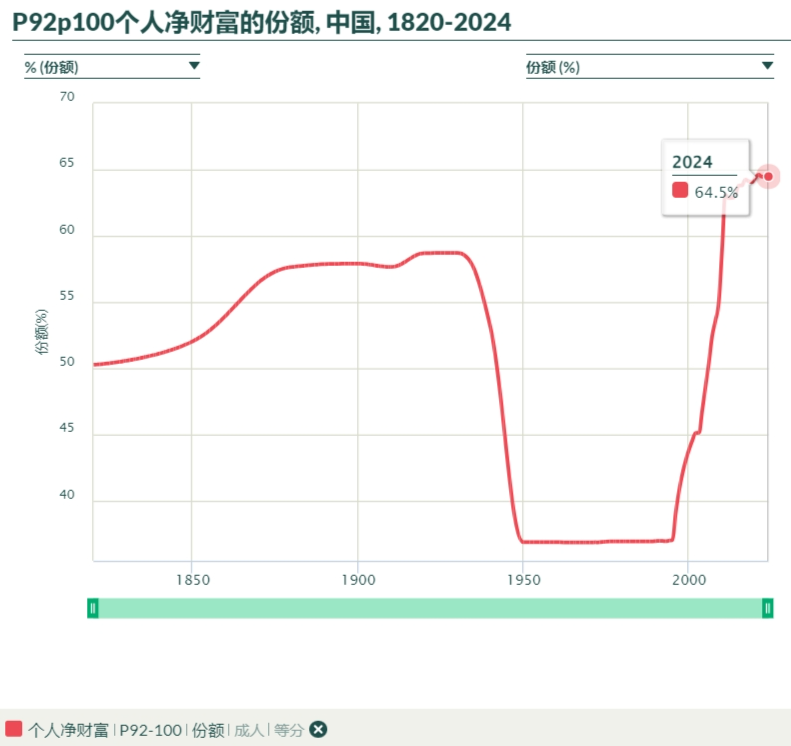 P92p100个人净财富的份额, 中国, 1820-2024
% (份额)
份额 (%)
70
65
60
55
50
45
40
份额(%)
2024
64.5%
1850
1900
1950
2000
个人净财富 | P92-100 | 份额 | 成人 | 等分